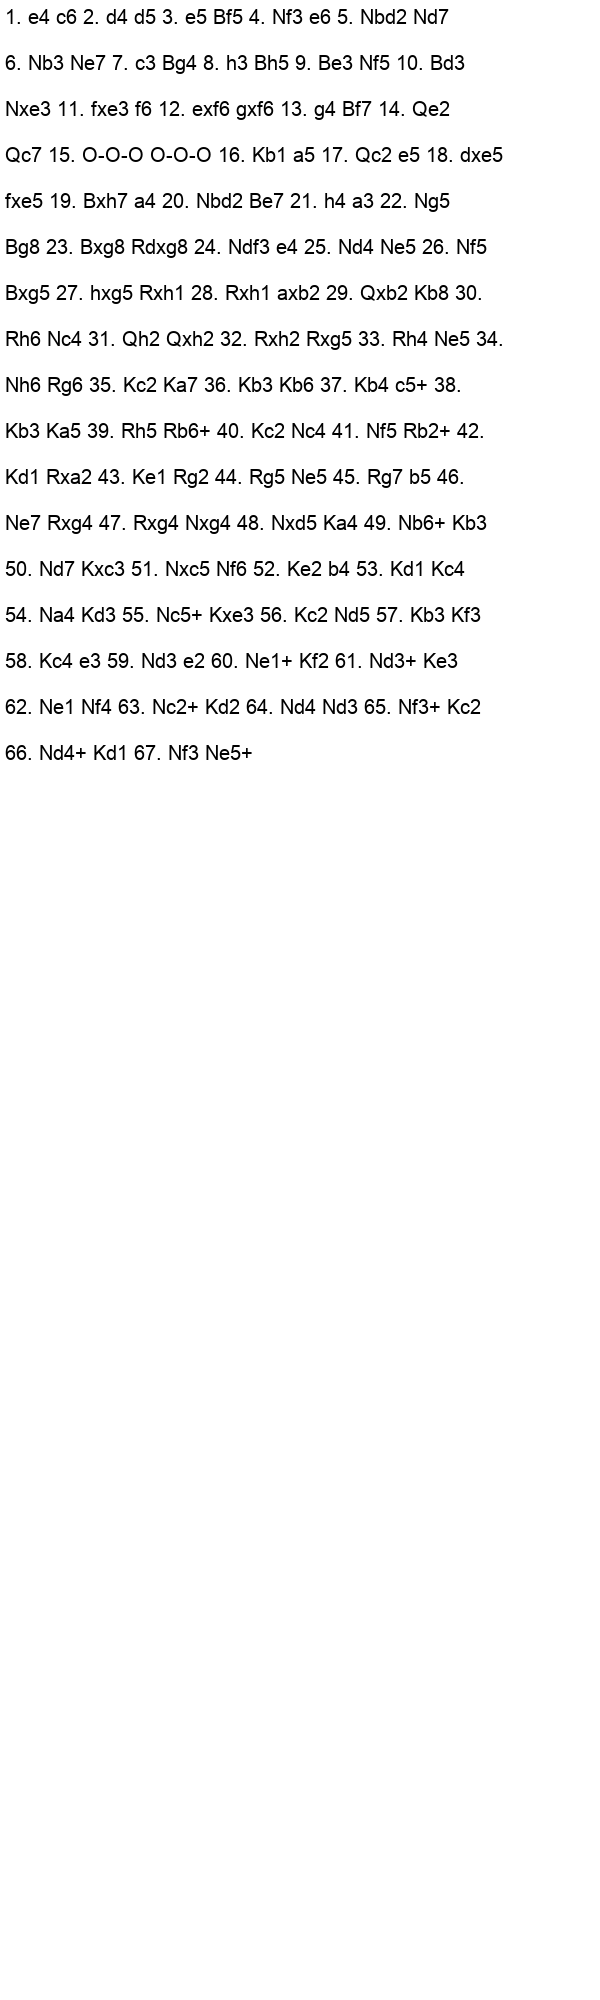 1. e4 c6 2. d4 d5 3. e5 Bf5 4. Nf3 e6 5. Nbd2 Nd7
6. Nb3 Ne7 7. c3 Bg4 8. h3 Bh5 9. Be3 Nf5 10. Bd3
Nxe3 11. fxe3 f6 12. exf6 gxf6 13. g4 Bf7 14. Qe2
Qc7 15. O-O-O O-O-O 16. Kb1 a5 17. Qc2 e5 18. dxe5
fxe5 19. Bxh7 a4 20. Nbd2 Be7 21. h4 a3 22. Ng5
Bg8 23. Bxg8 Rdxg8 24. Ndf3 e4 25. Nd4 Ne5 26. Nf5
Bxg5 27. hxg5 Rxh1 28. Rxh1 axb2 29. Qxb2 Kb8 30.
Rh6 Nc4 31. Qh2 Qxh2 32. Rxh2 Rxg5 33. Rh4 Ne5 34.
Nh6 Rg6 35. Kc2 Ka7 36. Kb3 Kb6 37. Kb4 c5+ 38.
Kb3 Ka5 39. Rh5 Rb6+ 40. Kc2 Nc4 41. Nf5 Rb2+ 42.
Kd1 Rxa2 43. Ke1 Rg2 44. Rg5 Ne5 45. Rg7 b5 46.
Ne7 Rxg4 47. Rxg4 Nxg4 48. Nxd5 Ka4 49. Nb6+ Kb3
50. Nd7 Kxc3 51. Nxc5 Nf6 52. Ke2 b4 53. Kd1 Kc4
54. Na4 Kd3 55. Nc5+ Kxe3 56. Kc2 Nd5 57. Kb3 Kf3
58. Kc4 e3 59. Nd3 e2 60. Ne1+ Kf2 61. Nd3+ Ke3
62. Ne1 Nf4 63. Nc2+ Kd2 64. Nd4 Nd3 65. Nf3+ Kc2
66. Nd4+ Kd1 67. Nf3 Ne5+